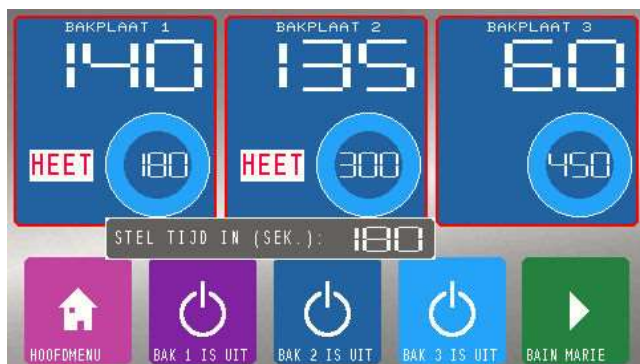 BAKPLAAT 1
140
HEET
180
BAKPLAAT 2
135
HEET
300
BAKPLAAT 3
60
450
STEL TIJD IN (SEK.): 180
HOOFDMENU
BAK 1 IS UIT
BAK 2 IS UIT
BAK 3 IS UIT
BAIN MARIE